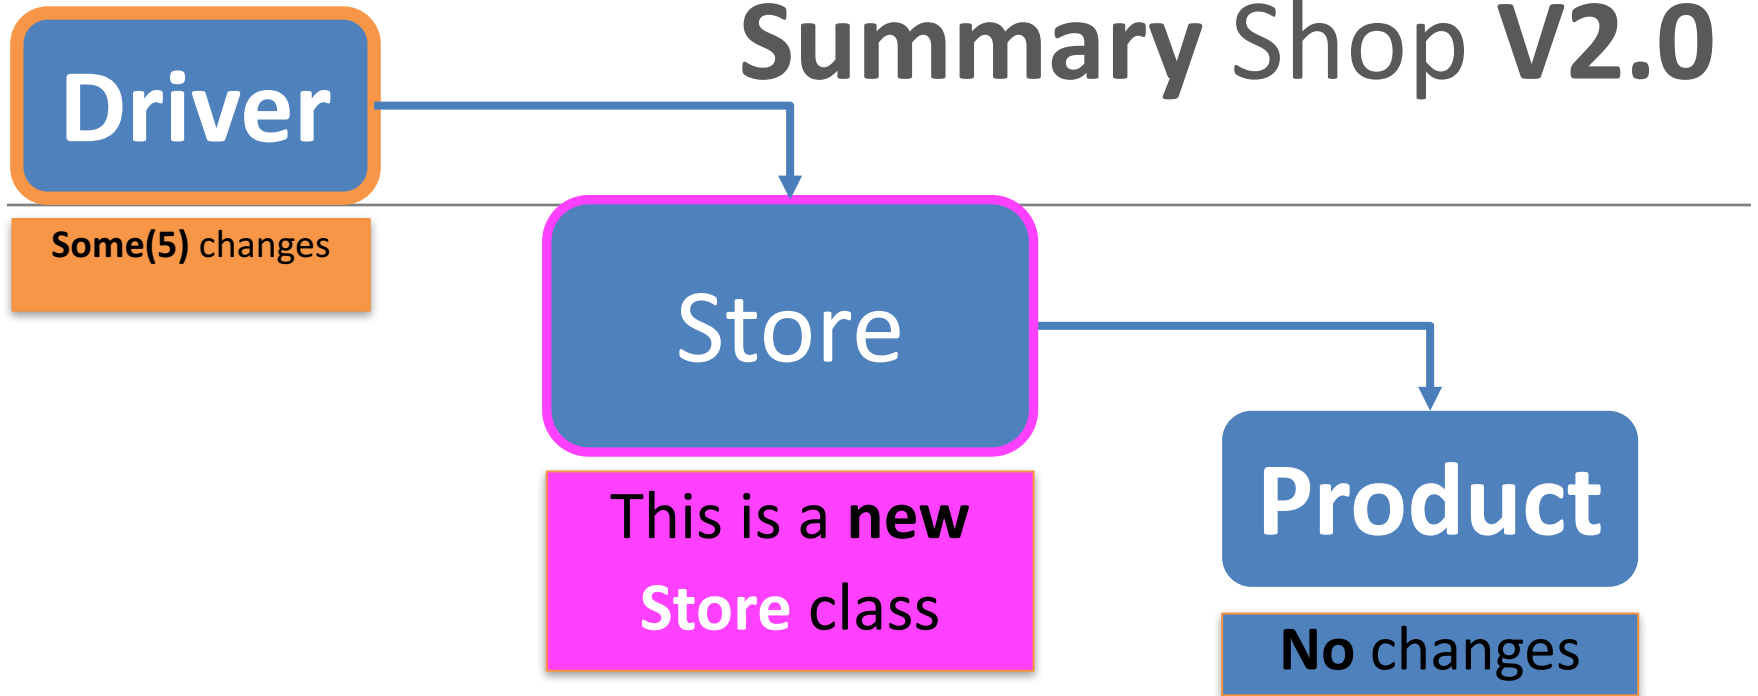 Summary Shop V2.0
Driver
Some(5) changes
Store
This is a new
Store class
Product
No changes